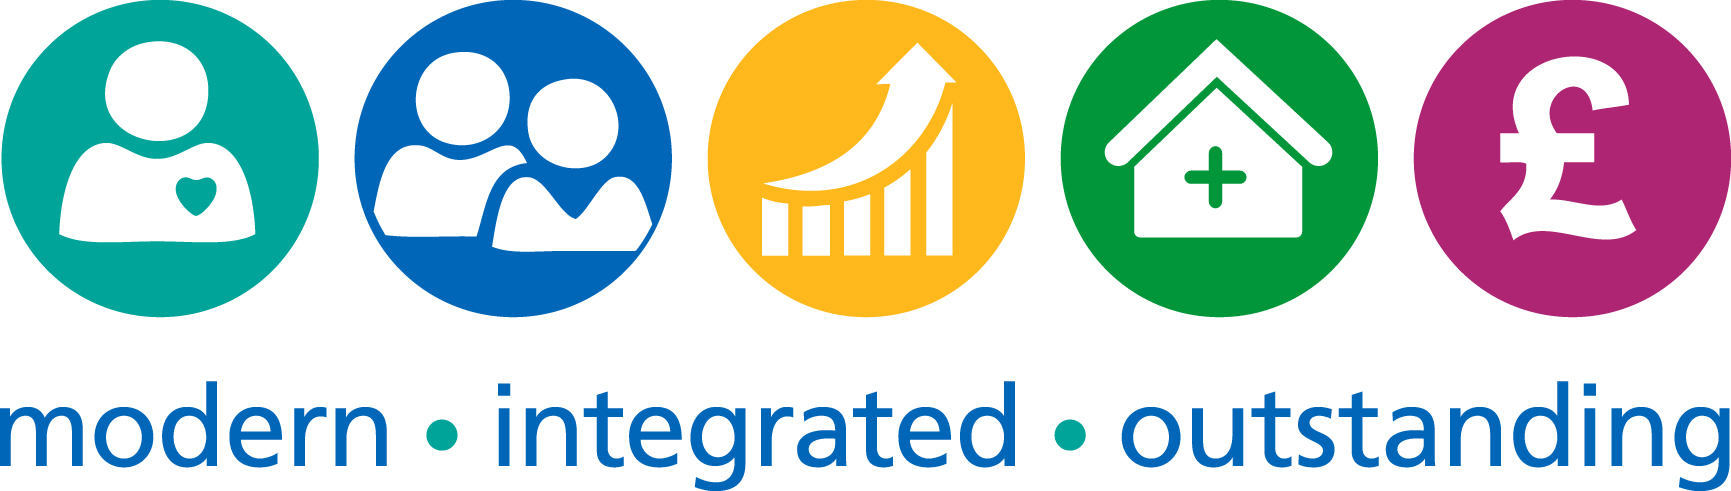 £
modern • integrated • outstanding